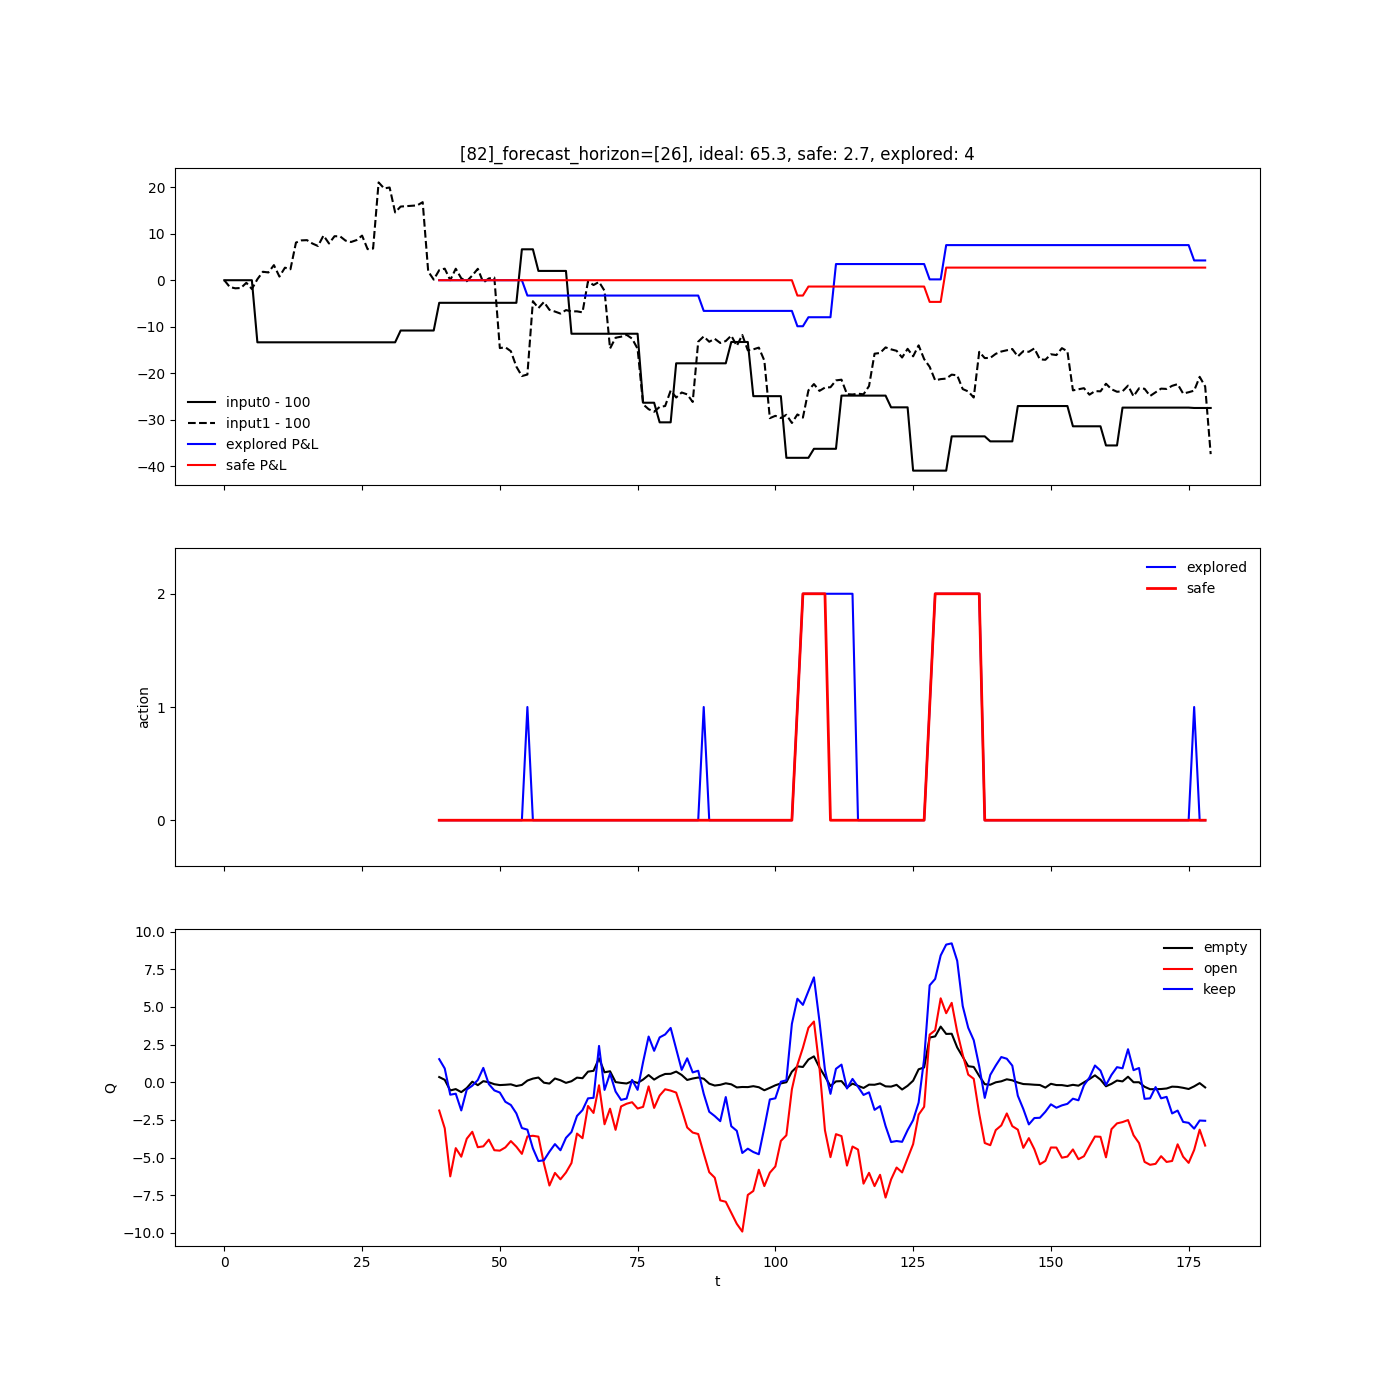 [82]_forecast_horizon=[26], ideal: 65.3, safe: 2.7, explored: 4
20
10
0
−10
−20
−30
−40
input0 - 100
input1 - 100
explored P&L
safe P&L
action
2
1
0
explored
safe
Q
10.0
7.5
5.0
2.5
0.0
−2.5
−5.0
−7.5
−10.0
empty
open
keep
0 25 50 75 100 125 150 175
t